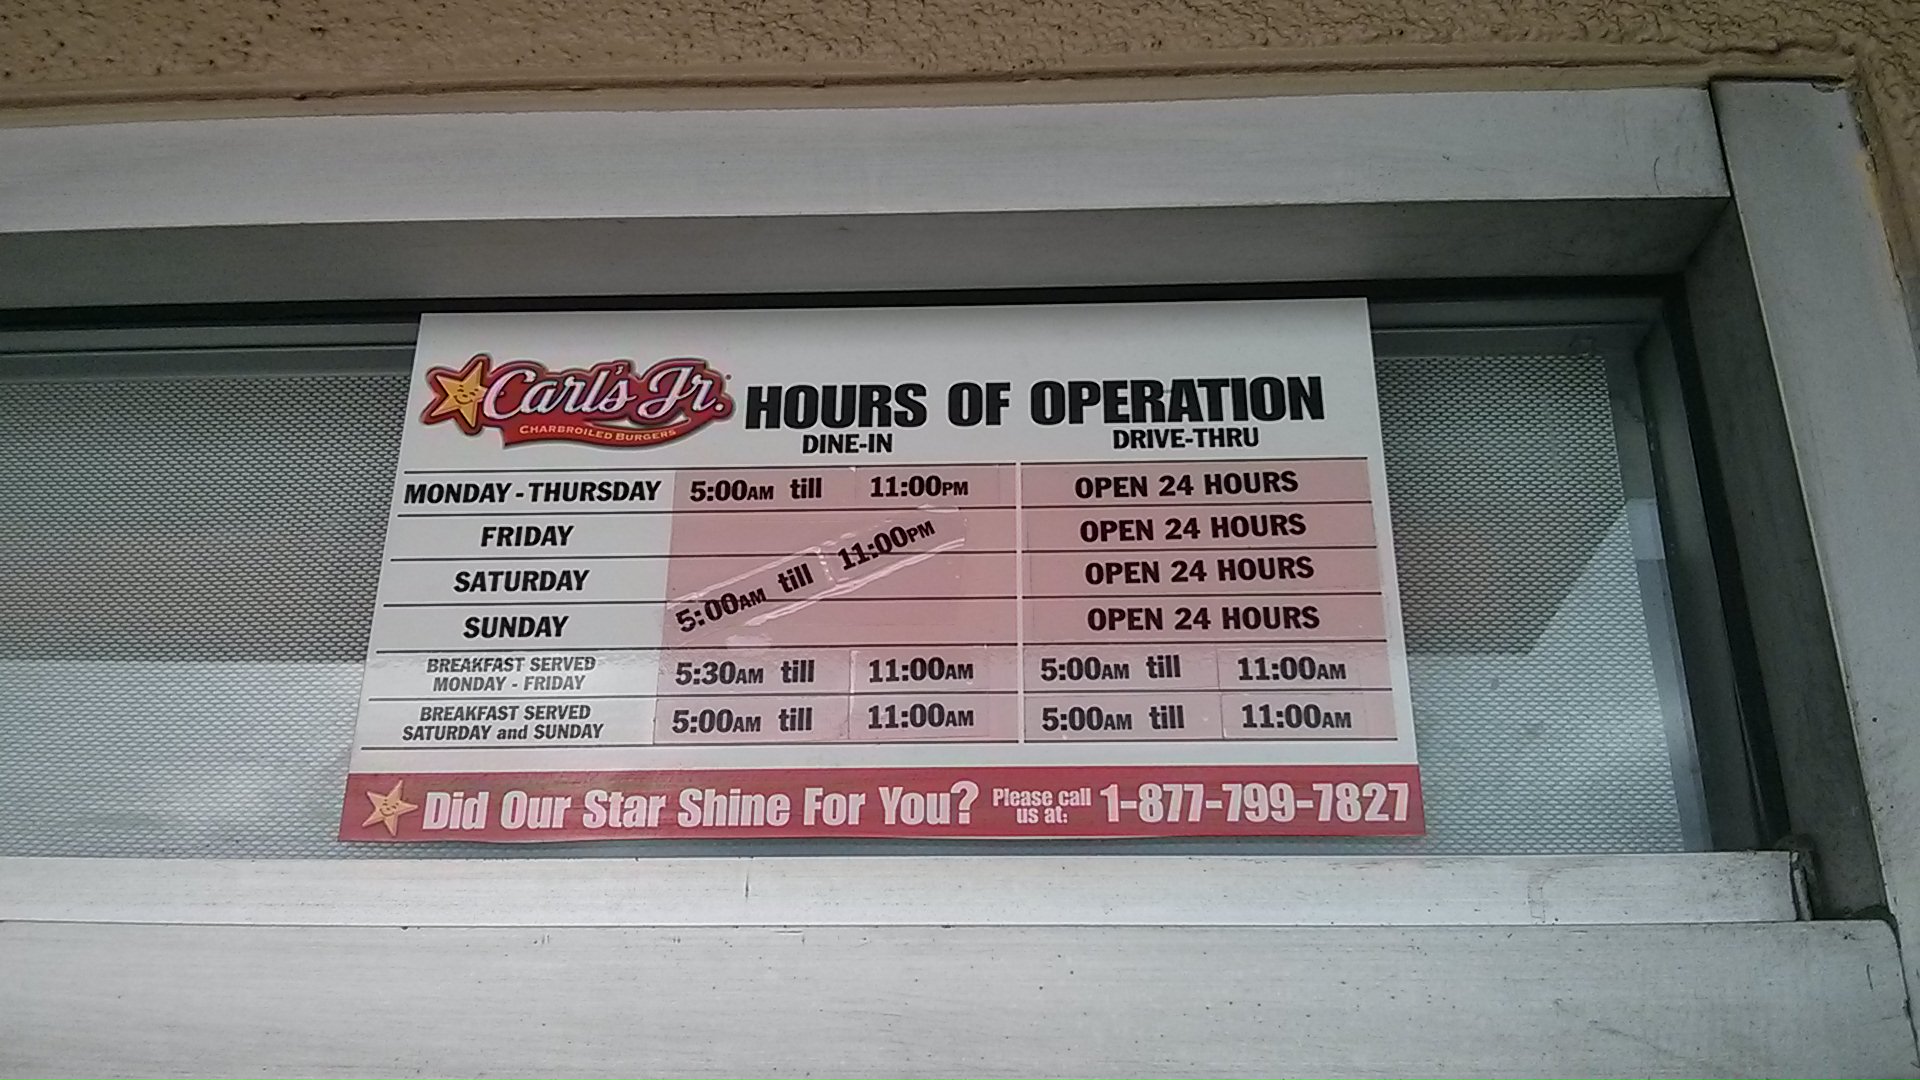 Carl's Jr.
CHARBROILED BURGERS
HOURS OF OPERATION
DINE-IN DRIVE-THRU
MONDAY - THURSDAY 5:00AM till 11:00PM OPEN 24 HOURS
FRIDAY OPEN 24 HOURS
SATURDAY 5:00AM till 11:00PM OPEN 24 HOURS
SUNDAY OPEN 24 HOURS
BREAKFAST SERVED
MONDAY - FRIDAY 5:30AM till 11:00AM 5:00AM till 11:00AM
BREAKFAST SERVED
SATURDAY and SUNDAY 5:00AM till 11:00AM 5:00AM till 11:00AM
Did Our Star Shine For You? Please call us at: 1-877-799-7827